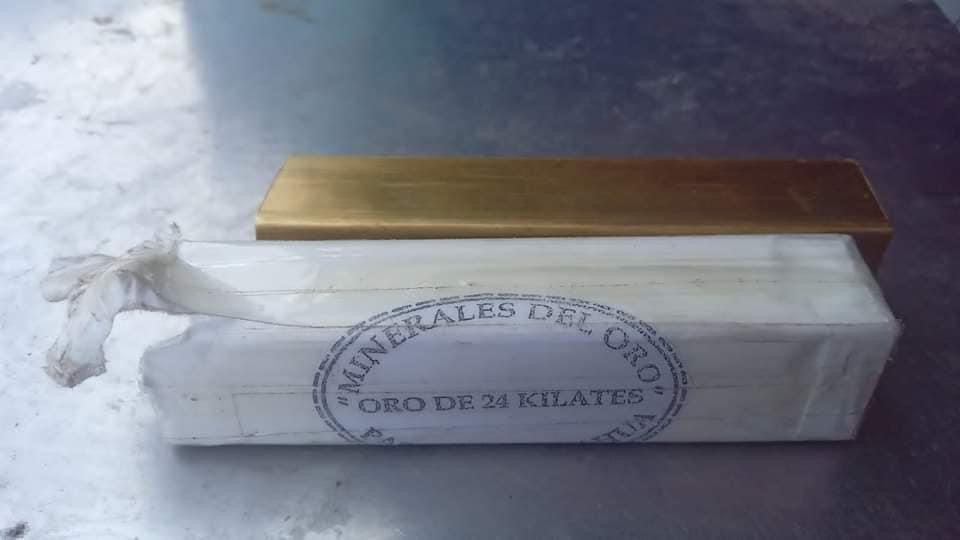 "MINERALES DEL ORO"
ORO DE 24 KILATES